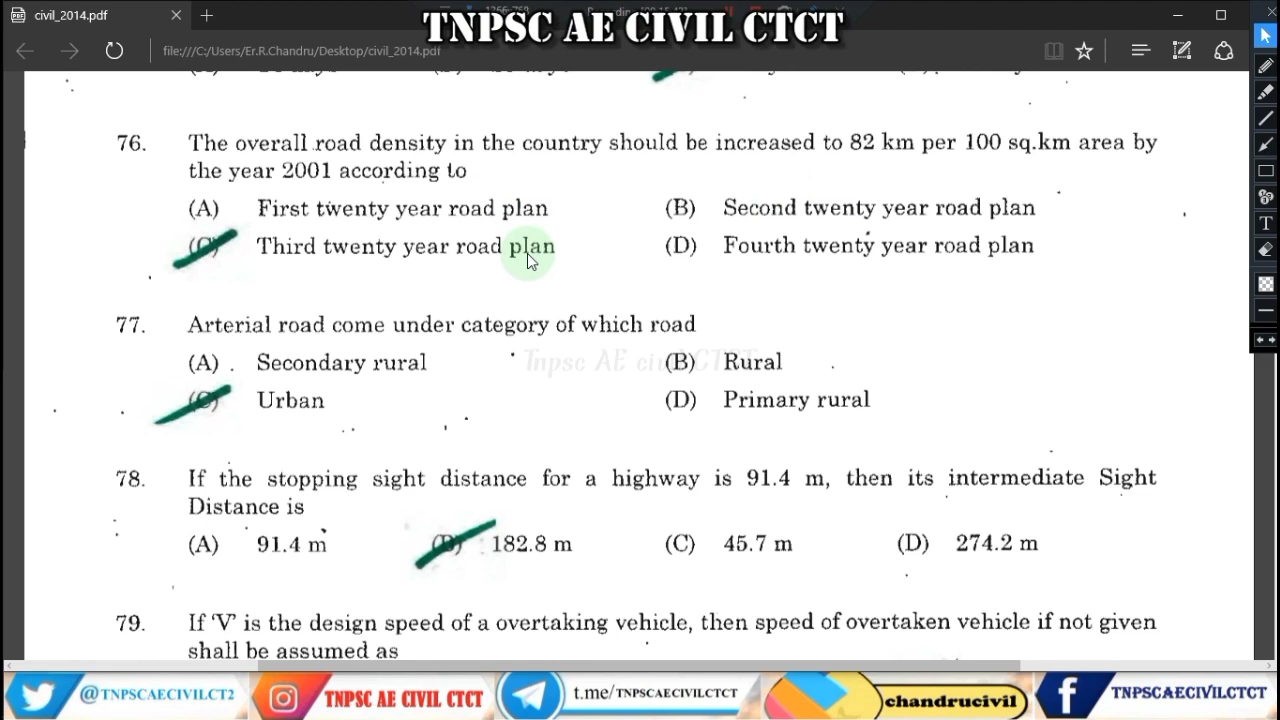 civil_2014.pdf
TNPSC AE CIVIL CTCT
file:///C:/Users/Er.R.Chandru/Desktop/civil_2014.pdf
76. The overall road density in the country should be increased to 82 km per 100 sq.km area by
the year 2001 according to
(A) First twenty year road plan (B) Second twenty year road plan
(C) Third twenty year road plan (D) Fourth twenty year road plan
77. Arterial road come under category of which road
Tnpsc AE civil CTCT
(A) Secondary rural (B) Rural
(C) Urban (D) Primary rural
78. If the stopping sight distance for a highway is 91.4 m, then its intermediate Sight
Distance is
(A) 91.4 m (B) 182.8 m (C) 45.7 m (D) 274.2 m
79. If 'V' is the design speed of a overtaking vehicle, then speed of overtaken vehicle if not given
shall be assumed as
@TNPSCAECIVILCT2 TNPSC AE CIVIL CTCT t.me/TNPSCAECIVILCTCT chandrucivil TNPSCAECIVILCTCT